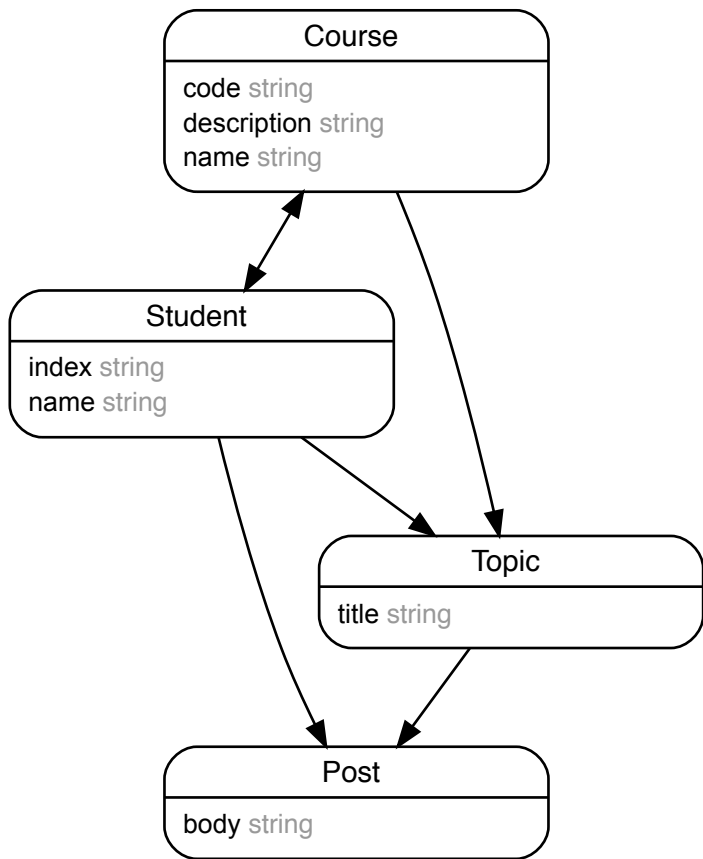 Course
code string
description string
name string
Student
index string
name string
Topic
title string
Post
body string